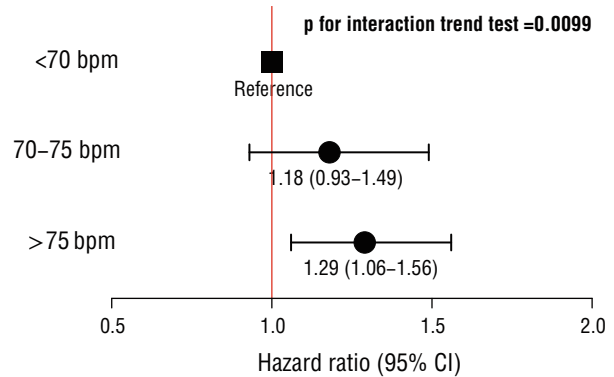 p for interaction trend test =0.0099
<70 bpm
Reference
70–75 bpm
1.18 (0.93–1.49)
>75 bpm
1.29 (1.06–1.56)
0.5 1.0 1.5 2.0
Hazard ratio (95% CI)